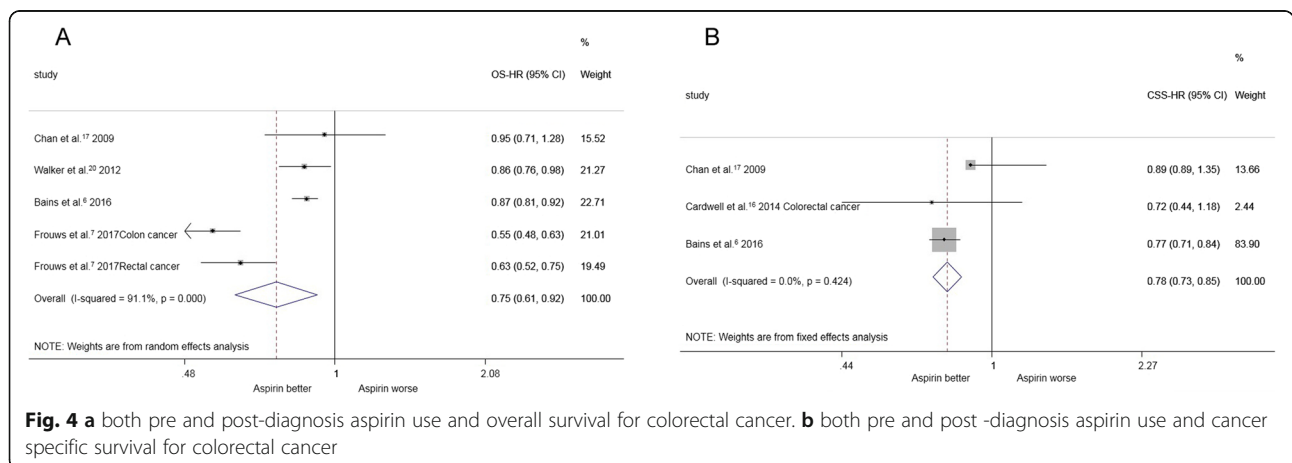 A
%
study OS-HR (95% CI) Weight
Chan et al.¹⁷ 2009 0.95 (0.71, 1.28) 15.52
Walker et al.²⁰ 2012 0.86 (0.76, 0.98) 21.27
Bains et al.⁶ 2016 0.87 (0.81, 0.92) 22.71
Frouws et al.⁷ 2017Colon cancer 0.55 (0.48, 0.63) 21.01
Frouws et al.⁷ 2017Rectal cancer 0.63 (0.52, 0.75) 19.49
Overall (I-squared = 91.1%, p = 0.000) 0.75 (0.61, 0.92) 100.00
NOTE: Weights are from random effects analysis
.48 1 2.08
Aspirin better Aspirin worse
B
%
study CSS-HR (95% CI) Weight
Chan et al.¹⁷ 2009 0.89 (0.89, 1.35) 13.66
Cardwell et al.¹⁶ 2014 Colorectal cancer 0.72 (0.44, 1.18) 2.44
Bains et al.⁶ 2016 0.77 (0.71, 0.84) 83.90
Overall (I-squared = 0.0%, p = 0.424) 0.78 (0.73, 0.85) 100.00
NOTE: Weights are from fixed effects analysis
.44 1 2.27
Aspirin better Aspirin worse
Fig. 4 a both pre and post-diagnosis aspirin use and overall survival for colorectal cancer. b both pre and post -diagnosis aspirin use and cancer
specific survival for colorectal cancer